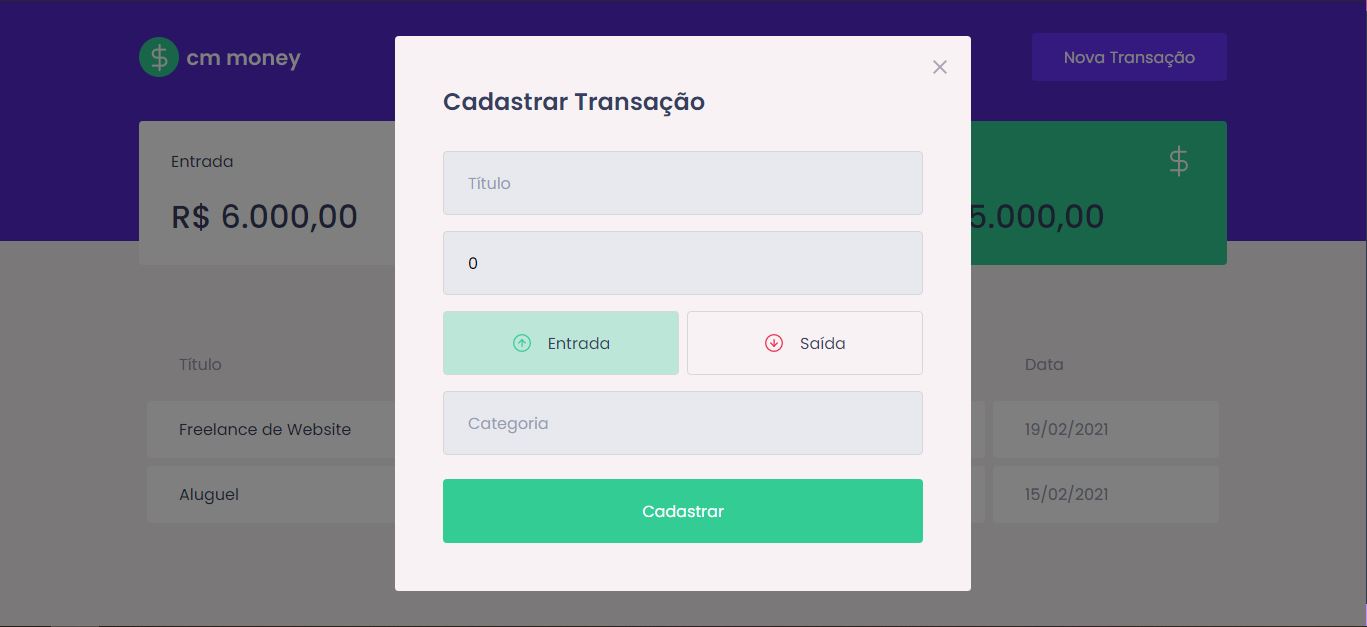 cm money
Nova Transação
Entrada
R$ 6.000,00
5.000,00
Cadastrar Transação
Título
0
Entrada
Saída
Categoria
Cadastrar
Título
Data
Freelance de Website
19/02/2021
Aluguel
15/02/2021